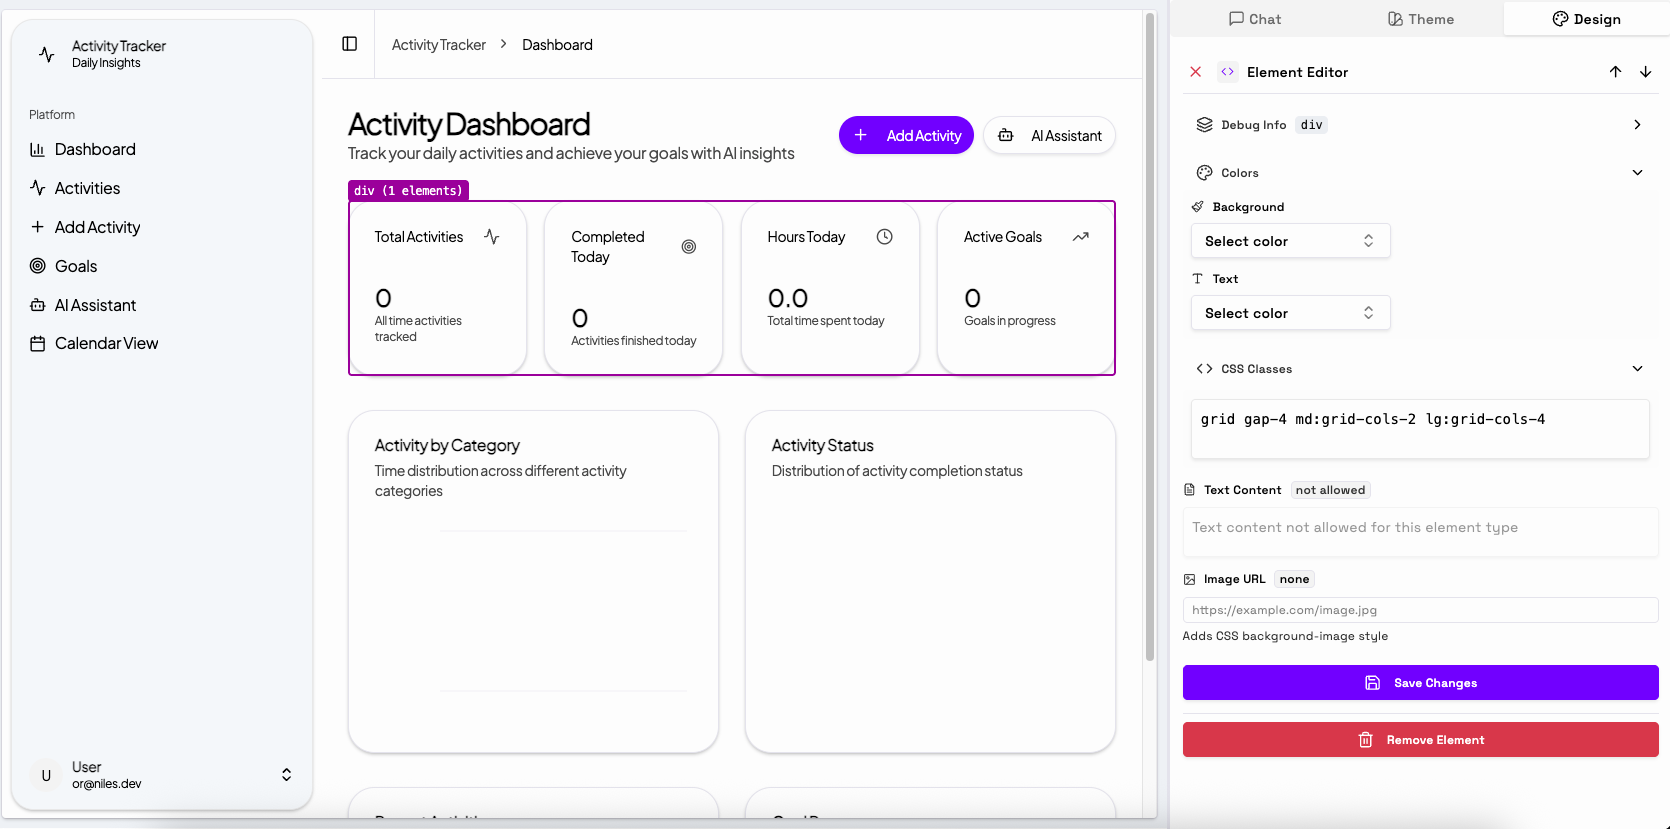 Activity Tracker
Daily Insights
Platform
Dashboard
Activities
Add Activity
Goals
AI Assistant
Calendar View
U
User
or@niles.dev
Activity Tracker > Dashboard
Activity Dashboard
Track your daily activities and achieve your goals with AI insights
Add Activity
AI Assistant
div (1 elements)
Total Activities
0
All time activities
tracked
Completed
Today
0
Activities finished today
Hours Today
0.0
Total time spent today
Active Goals
0
Goals in progress
Activity by Category
Time distribution across different activity
categories
Activity Status
Distribution of activity completion status
Chat
Theme
Design
Element Editor
Debug Info div
Colors
Background
Select color
Text
Select color
CSS Classes
grid gap-4 md:grid-cols-2 lg:grid-cols-4
Text Content not allowed
Text content not allowed for this element type
Image URL none
https://example.com/image.jpg
Adds CSS background-image style
Save Changes
Remove Element